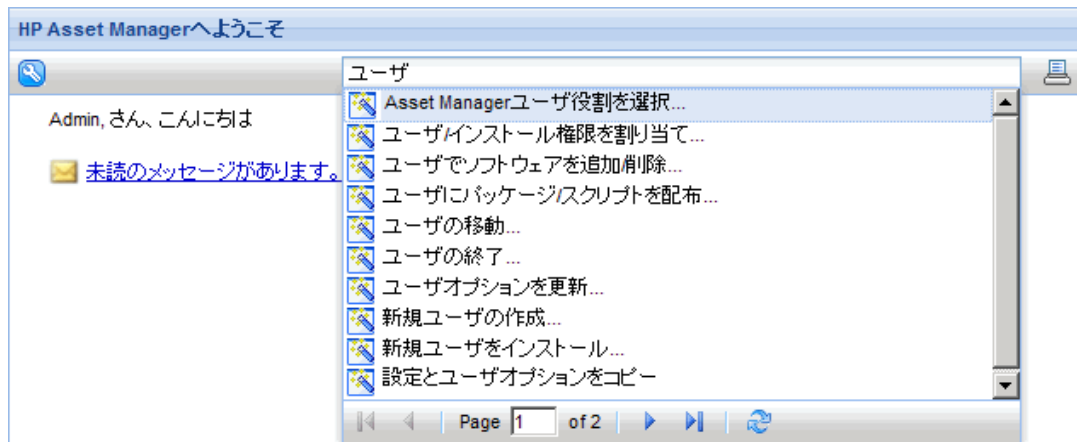 HP Asset Managerへようこそ
ユーザ
Admin, さん、こんにちは
未読のメッセージがあります。
Asset Managerユーザ役割を選択...
ユーザ/インストール権限を割り当て...
ユーザでソフトウェアを追加/削除...
ユーザにパッケージ/スクリプトを配布...
ユーザの移動...
ユーザの終了...
ユーザオプションを更新...
新規ユーザの作成...
新規ユーザをインストール...
設定とユーザオプションをコピー
Page 1 of 2